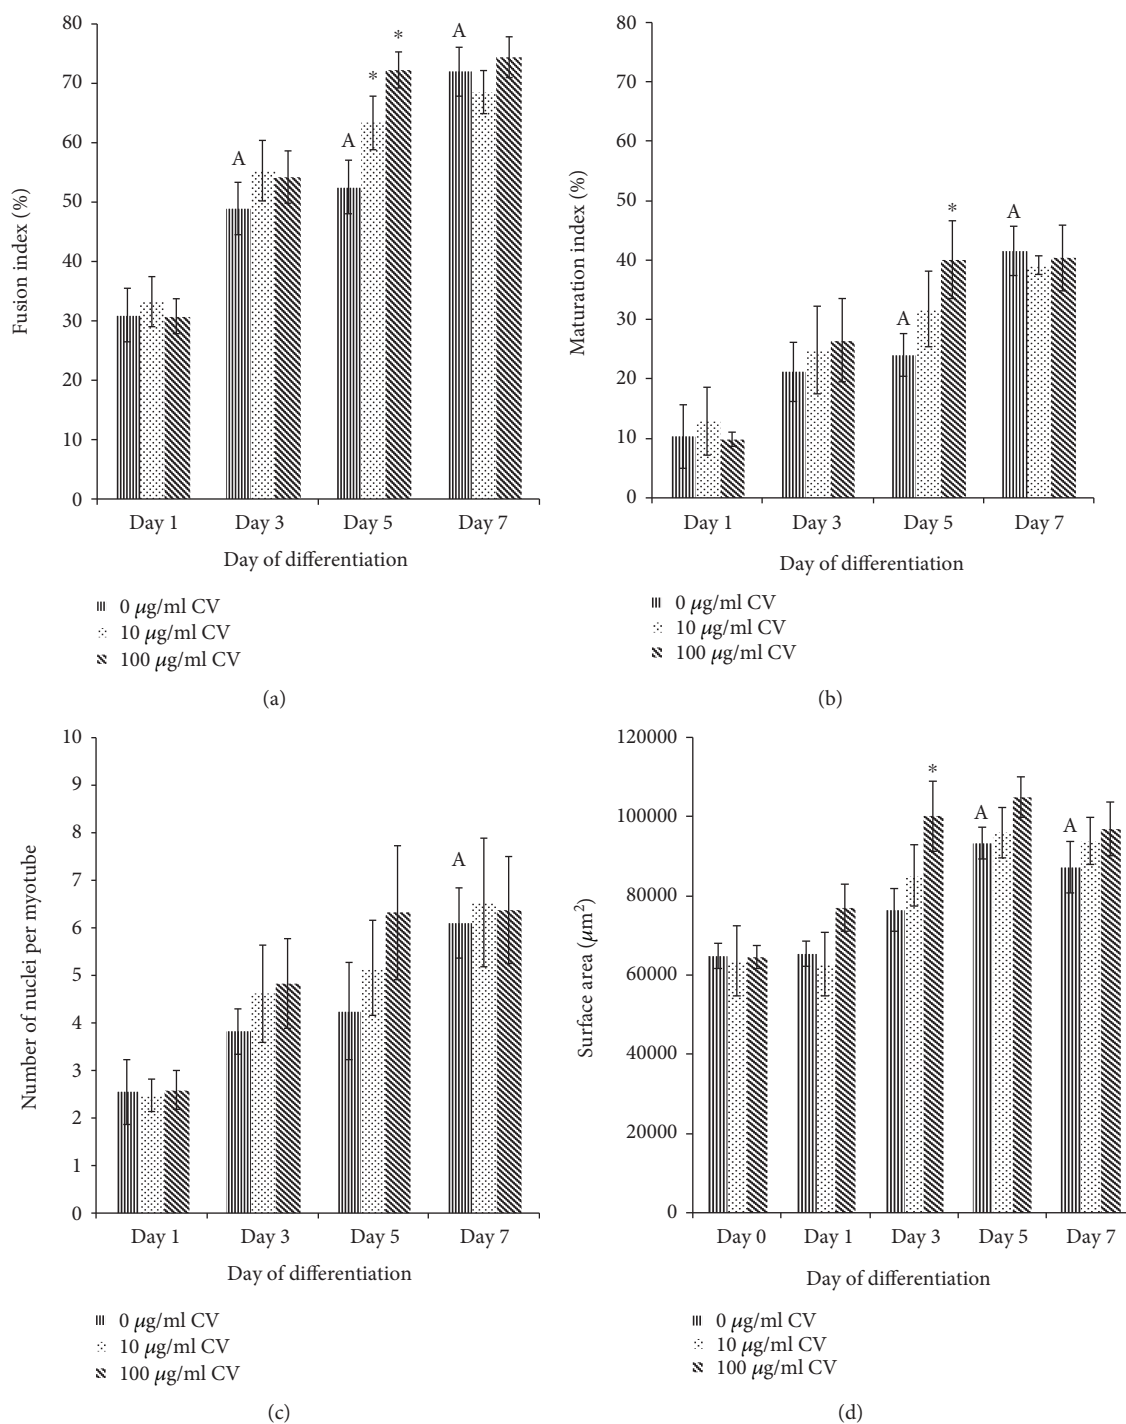 80
70
60
50
40
30
20
10
0
Fusion index (%)
A
A
*
*
A
A
Day 1
Day 3
Day 5
Day 7
Day of differentiation
0 μg/ml CV
10 μg/ml CV
100 μg/ml CV
(a)
80
70
60
50
40
30
20
10
0
Maturation index (%)
A
*
A
Day 1
Day 3
Day 5
Day 7
Day of differentiation
0 μg/ml CV
10 μg/ml CV
100 μg/ml CV
(b)
10
9
8
7
6
5
4
3
2
1
0
Number of nuclei per myotube
A
Day 1
Day 3
Day 5
Day 7
Day of differentiation
0 μg/ml CV
10 μg/ml CV
100 μg/ml CV
(c)
120000
100000
80000
60000
40000
20000
0
Surface area (μm²)
*
A
A
Day 0
Day 1
Day 3
Day 5
Day 7
Day of differentiation
0 μg/ml CV
10 μg/ml CV
100 μg/ml CV
(d)